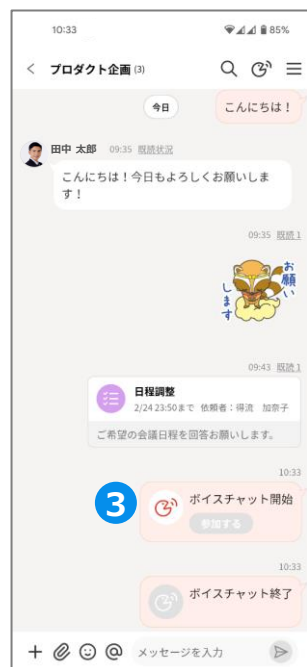 10:33
85%
プロダクト企画 (3)
今日
こんにちは！
田中 太郎 09:35 既読状況
こんにちは！今日もよろしくお願いしま
す！
09:35 既読 1
お願い
します
09:43 既読 1
日程調整
2/24 23:50まで 依頼者：得流 加奈子
ご希望の会議日程を回答お願いします。
10:33
3
ボイスチャット開始
参加する
10:33
ボイスチャット終了
メッセージを入力